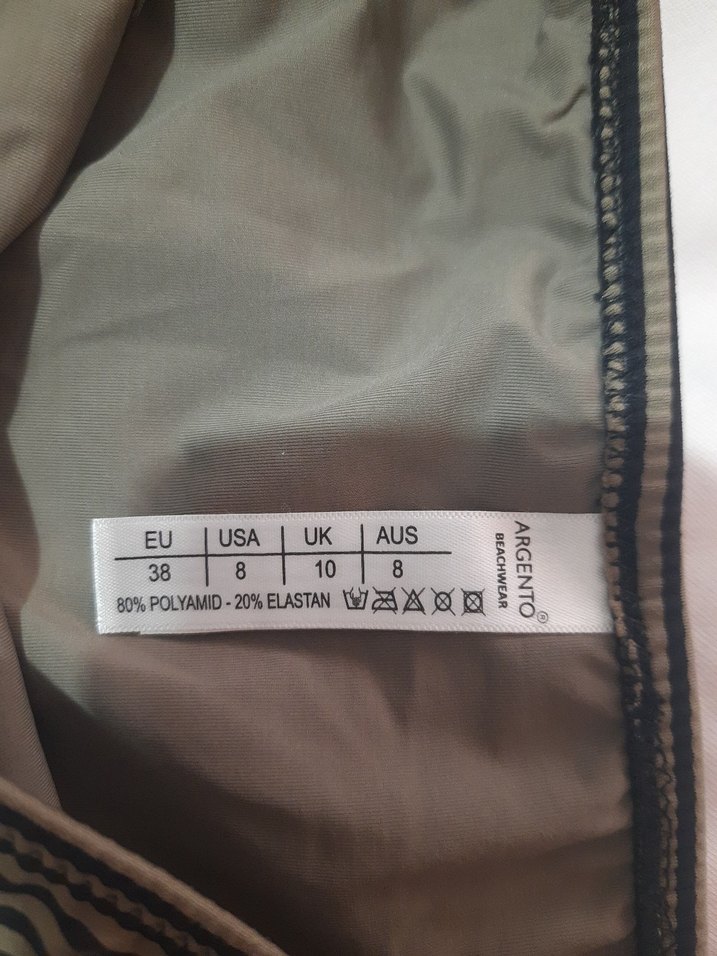 EU USA UK AUS
38 8 10 8
80% POLYAMID - 20% ELASTAN
ARGENTO®
BEACHWEAR